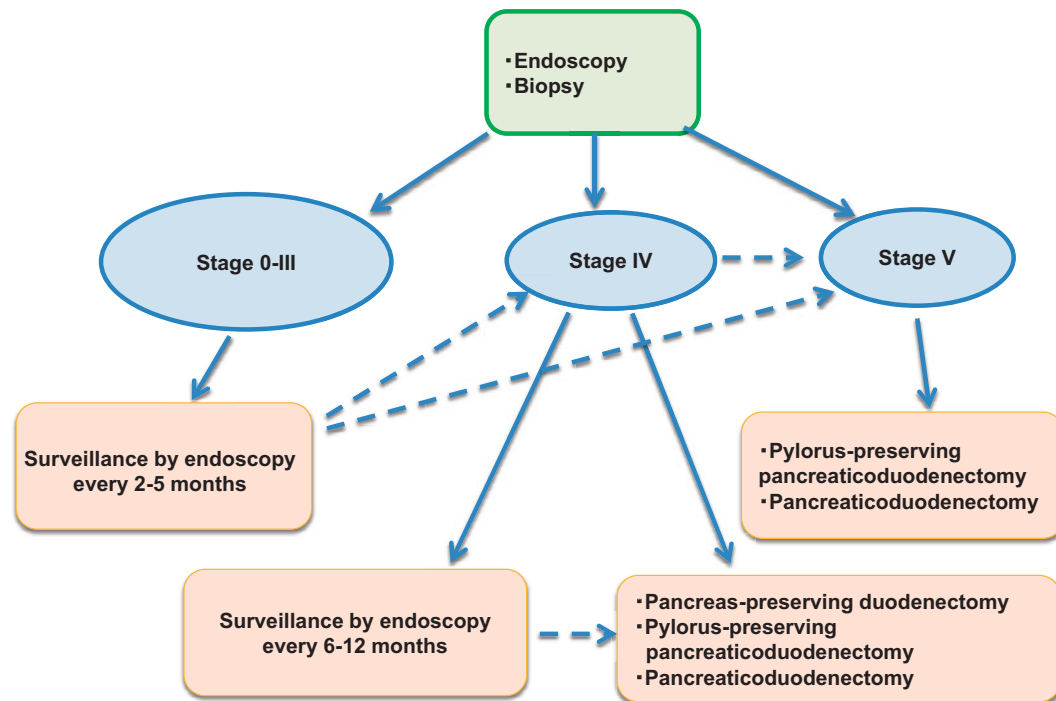 ・Endoscopy
・Biopsy
Stage 0-III
Stage IV
Stage V
Surveillance by endoscopy
every 2-5 months
・Pylorus-preserving
pancreaticoduodenectomy
・Pancreaticoduodenectomy
Surveillance by endoscopy
every 6-12 months
・Pancreas-preserving duodenectomy
・Pylorus-preserving
pancreaticoduodenectomy
・Pancreaticoduodenectomy